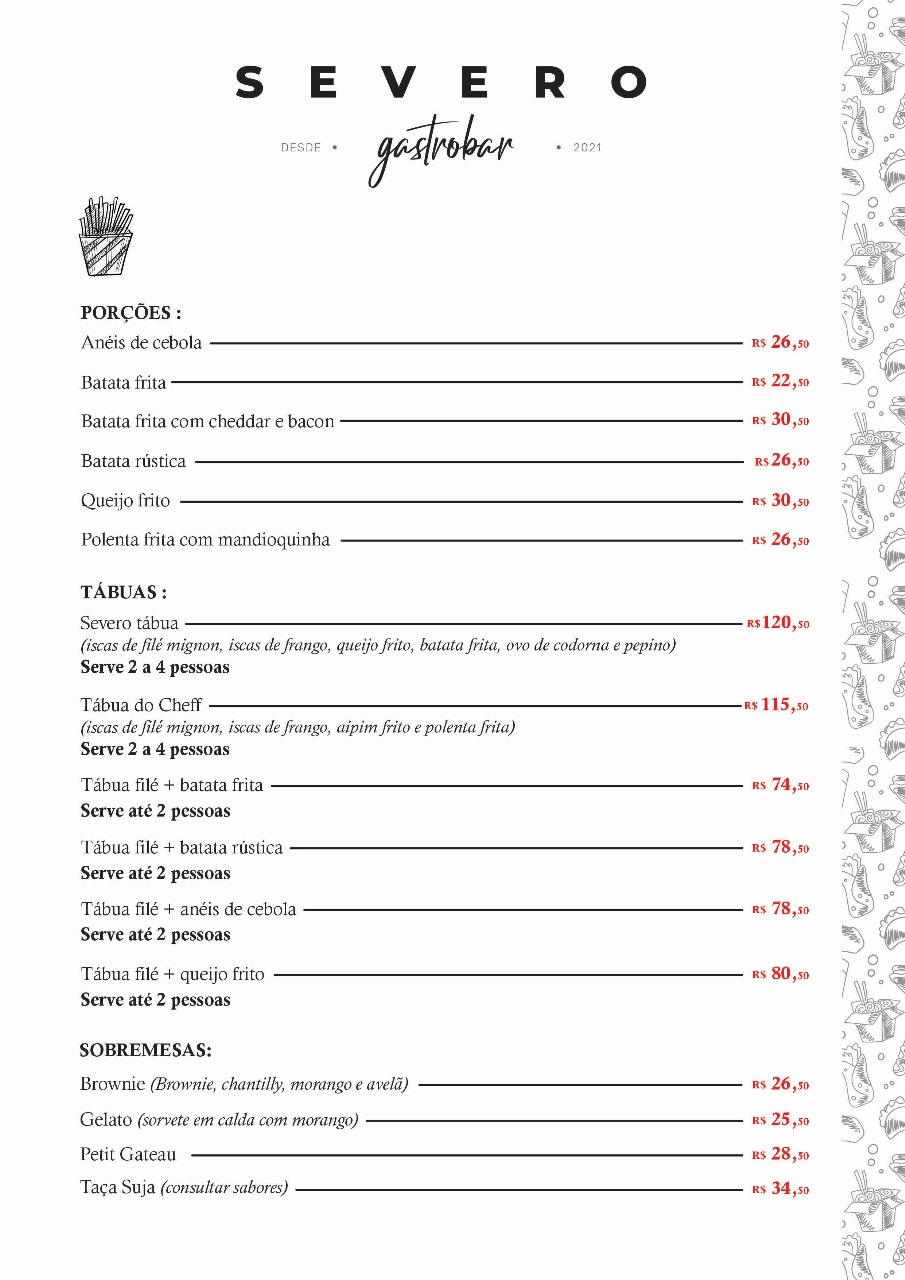 SEVERO
DESDE • gastrobar • 2021
PORÇÕES :
Anéis de cebola R$ 26,50
Batata frita R$ 22,50
Batata frita com cheddar e bacon R$ 30,50
Batata rústica R$ 26,50
Queijo frito R$ 30,50
Polenta frita com mandioquinha R$ 26,50
TÁBUAS :
Severo tábua R$ 120,50
(iscas de filé mignon, iscas de frango, queijo frito, batata frita, ovo de codorna e pepino)
Serve 2 a 4 pessoas
Tábua do Cheff R$ 115,50
(iscas de filé mignon, iscas de frango, aipim frito e polenta frita)
Serve 2 a 4 pessoas
Tábua filé + batata frita R$ 74,50
Serve até 2 pessoas
Tábua filé + batata rústica R$ 78,50
Serve até 2 pessoas
Tábua filé + anéis de cebola R$ 78,50
Serve até 2 pessoas
Tábua filé + queijo frito R$ 80,50
Serve até 2 pessoas
SOBREMESAS:
Brownie (Brownie, chantilly, morango e avelã) R$ 26,50
Gelato (sorvete em calda com morango) R$ 25,50
Petit Gateau R$ 28,50
Taça Suja (consultar sabores) R$ 34,50